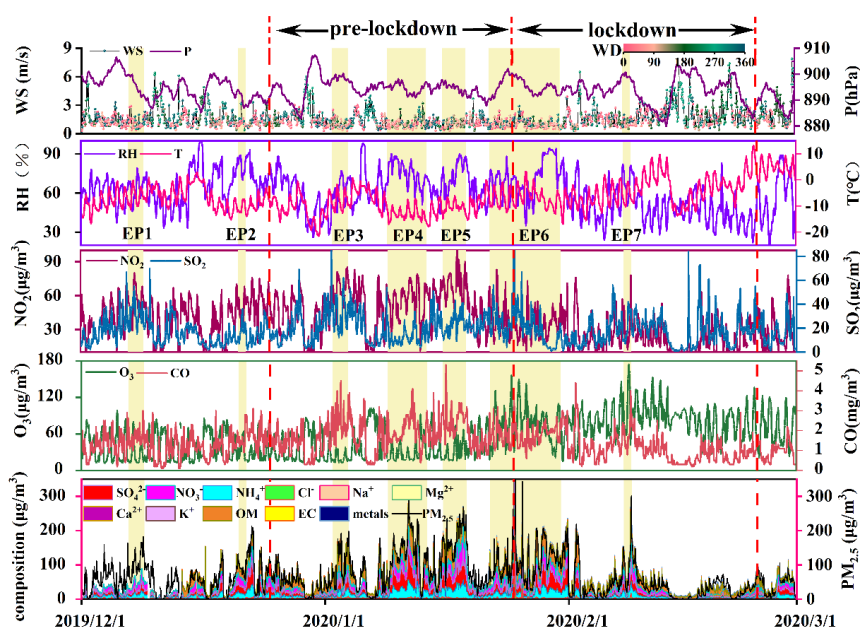 pre-lockdown lockdown
9 WS P WD 0 90 180 270 360 910
6 900
3 890
0 880
WS (m/s) P(hPa)
90 RH T 10
60 0
30 -10
-20
RH (%) T(°C)
EP1 EP2 EP3 EP4 EP5 EP6 EP7
90 NO₂ SO₂ 80
60 60
30 40
0 20
0
NO₂(µg/m³) SO₂(µg/m³)
180 O₃ CO 5
120 4
60 3
0 2
1
0
O₃(µg/m³) CO(mg/m³)
300 SO₄²⁻ NO₃⁻ NH₄⁺ Cl⁻ Na⁺ Mg²⁺ 300
200 Ca²⁺ K⁺ OM EC metals PM₂.₅ 200
100 100
0 0
composition (µg/m³) PM₂.₅ (µg/m³)
2019/12/1 2020/1/1 2020/2/1 2020/3/1